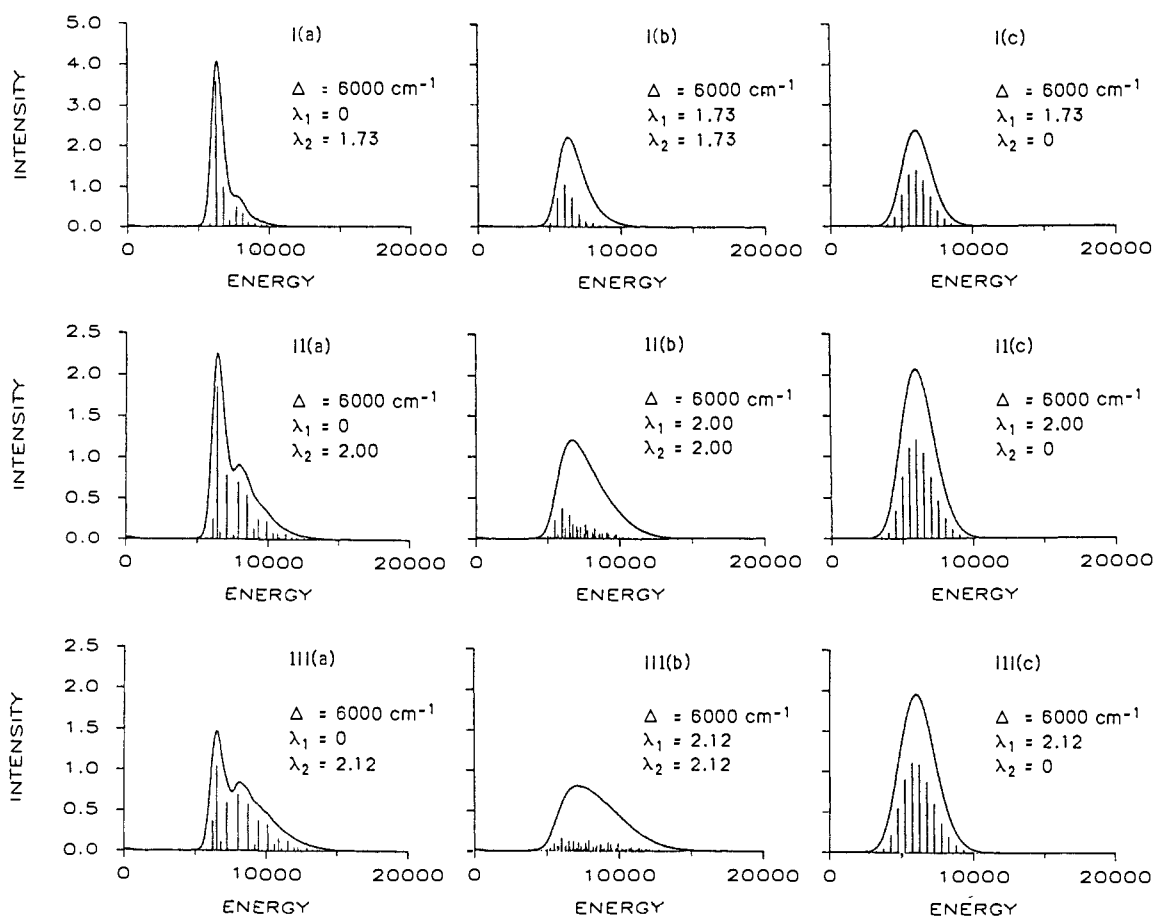 I(a)
Δ = 6000 cm⁻¹
λ₁ = 0
λ₂ = 1.73
INTENSITY
5.0
4.0
3.0
2.0
1.0
0.0
0 10000 20000
ENERGY
I(b)
Δ = 6000 cm⁻¹
λ₁ = 1.73
λ₂ = 1.73
0 10000 20000
ENERGY
I(c)
Δ = 6000 cm⁻¹
λ₁ = 1.73
λ₂ = 0
0 10000 20000
ENERGY
II(a)
Δ = 6000 cm⁻¹
λ₁ = 0
λ₂ = 2.00
INTENSITY
2.5
2.0
1.5
1.0
0.5
0.0
0 10000 20000
ENERGY
II(b)
Δ = 6000 cm⁻¹
λ₁ = 2.00
λ₂ = 2.00
0 10000 20000
ENERGY
II(c)
Δ = 6000 cm⁻¹
λ₁ = 2.00
λ₂ = 0
0 10000 20000
ENERGY
III(a)
Δ = 6000 cm⁻¹
λ₁ = 0
λ₂ = 2.12
INTENSITY
2.5
2.0
1.5
1.0
0.5
0.0
0 10000 20000
ENERGY
III(b)
Δ = 6000 cm⁻¹
λ₁ = 2.12
λ₂ = 2.12
0 10000 20000
ENERGY
III(c)
Δ = 6000 cm⁻¹
λ₁ = 2.12
λ₂ = 0
0 10000 20000
ENERGY